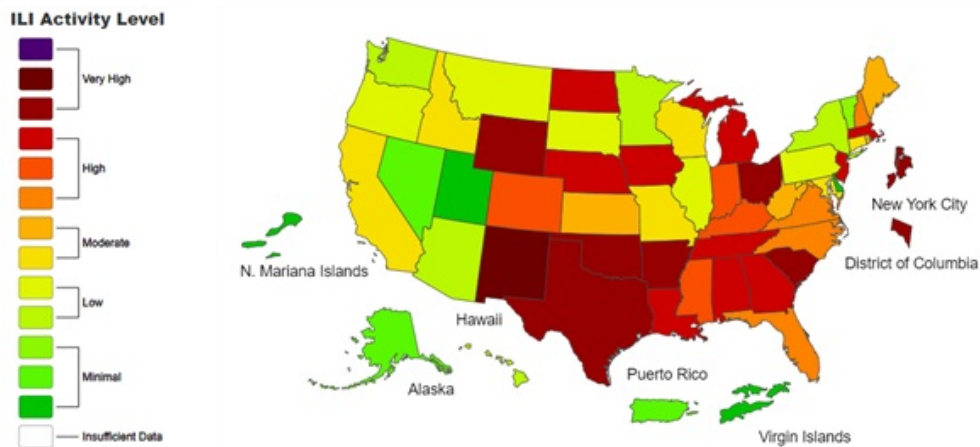 ILI Activity Level
Very High
High
Moderate
Low
Minimal
Insufficient Data
New York City
District of Columbia
N. Mariana Islands
Hawaii
Alaska
Puerto Rico
Virgin Islands